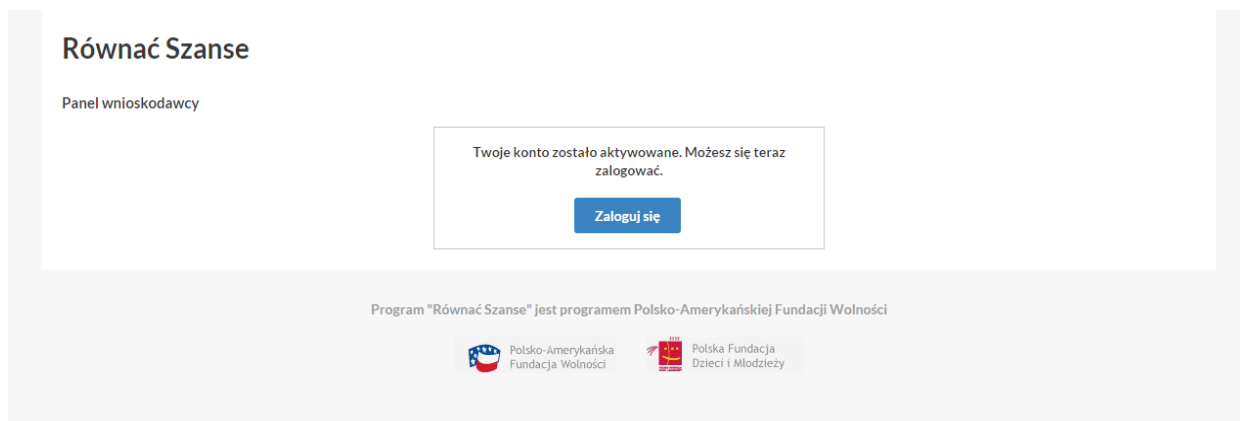 Równać Szanse
Panel wnioskodawcy
Twoje konto zostało aktywowane. Możesz się teraz
zalogować.
Zaloguj się
Program "Równać Szanse" jest programem Polsko-Amerykańskiej Fundacji Wolności
Polsko-Amerykańska
Fundacja Wolności
Polska Fundacja
Dzieci i Młodzieży